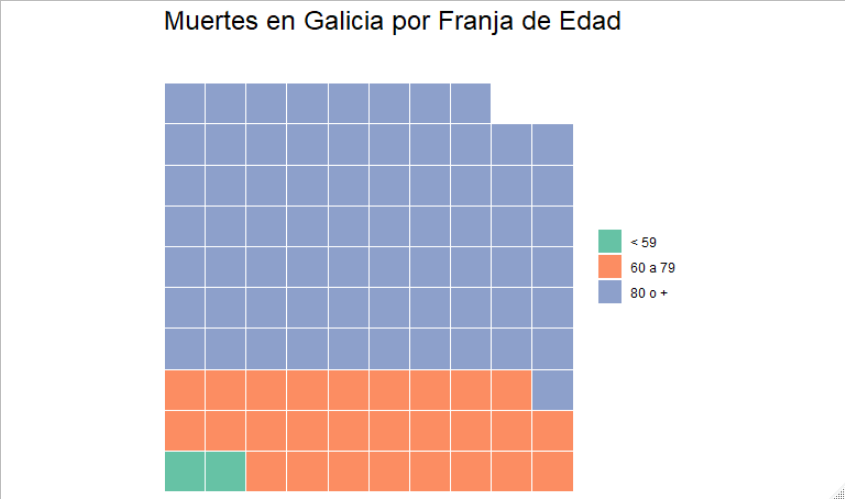 Muertes en Galicia por Franja de Edad
< 59
60 a 79
80 o +